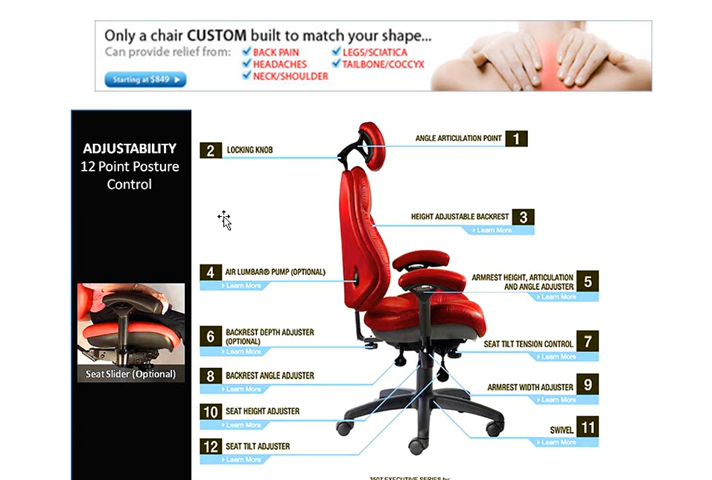 Only a chair CUSTOM built to match your shape...
Can provide relief from:
BACK PAIN
LEGS/SCIATICA
HEADACHES
TAILBONE/COCCYX
NECK/SHOULDER
Starting at $849
ADJUSTABILITY
12 Point Posture
Control
Seat Slider (Optional)
ANGLE ARTICULATION POINT 1
2 LOCKING KNOB
HEIGHT ADJUSTABLE BACKREST 3
Learn More
4 AIR LUMBAR® PUMP (OPTIONAL)
Learn More
ARMREST HEIGHT, ARTICULATION
AND ANGLE ADJUSTER 5
Learn More
6 BACKREST DEPTH ADJUSTER
(OPTIONAL)
Learn More
SEAT TILT TENSION CONTROL 7
Learn More
8 BACKREST ANGLE ADJUSTER
Learn More
ARMREST WIDTH ADJUSTER 9
Learn More
10 SEAT HEIGHT ADJUSTER
Learn More
SWIVEL 11
Learn More
12 SEAT TILT ADJUSTER
Learn More
EXECUTIVE SERIES by